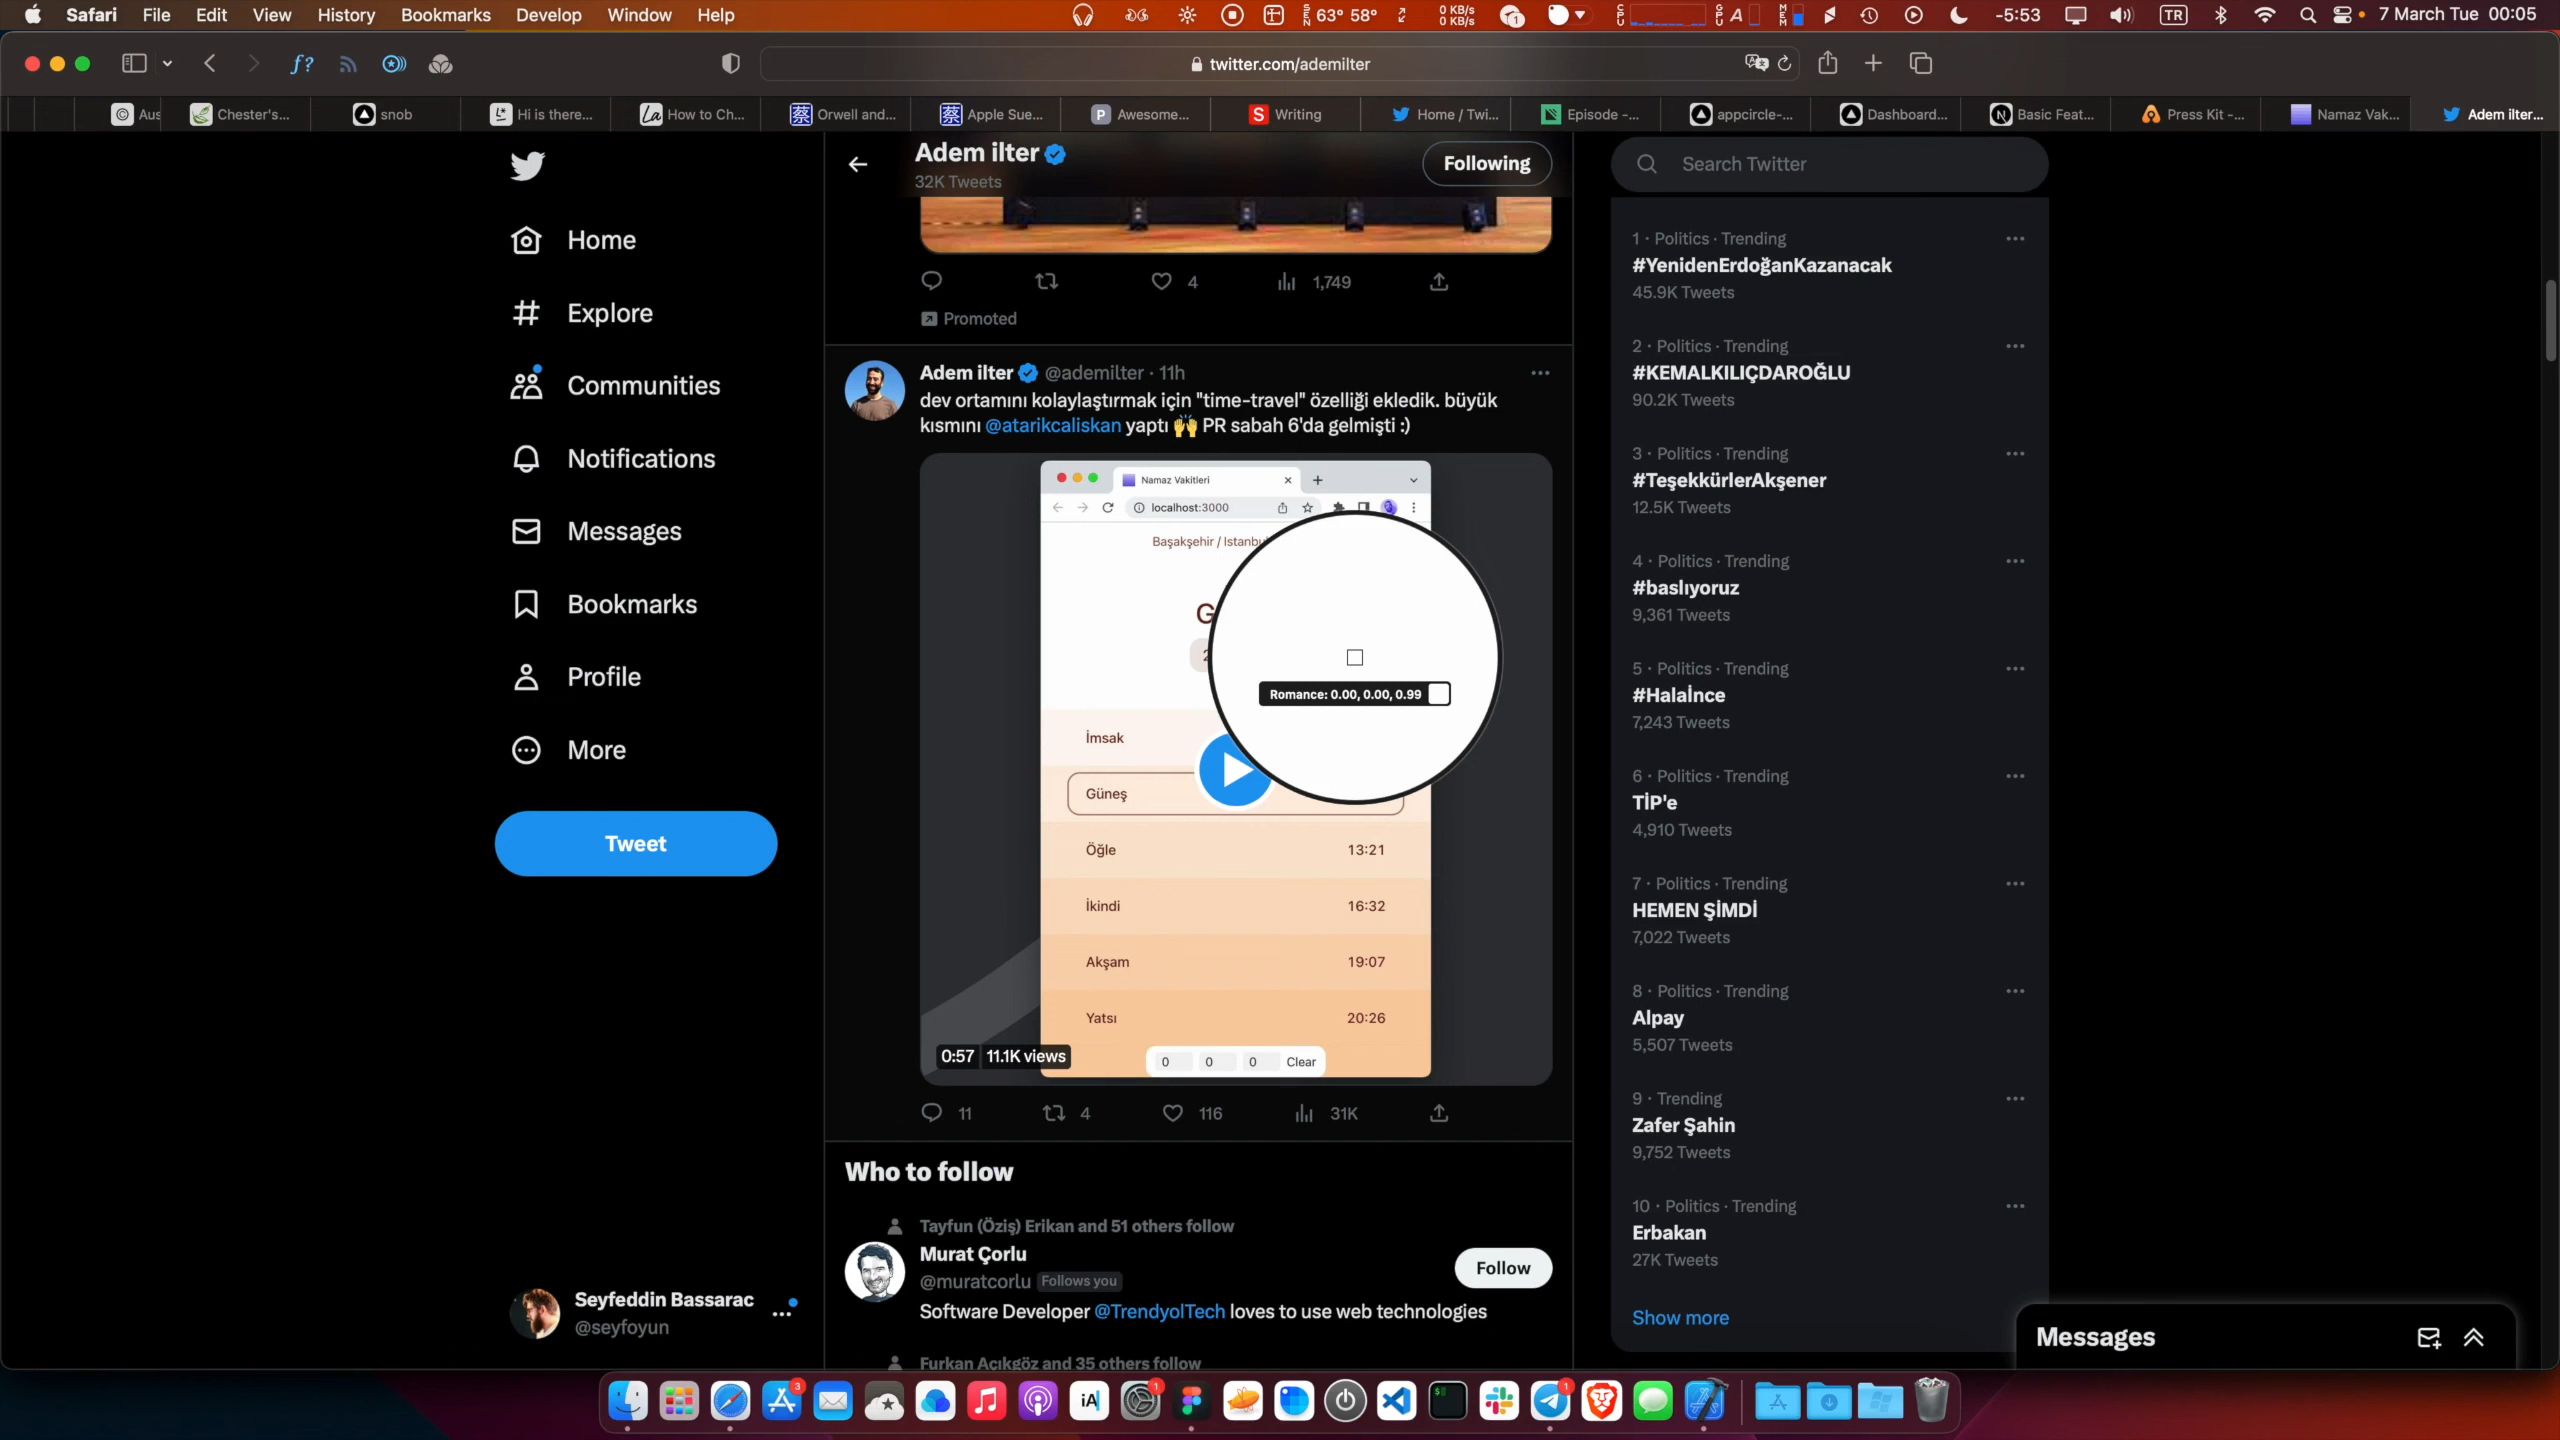 Safari File Edit View History Bookmarks Develop Window Help
63° 58° 0 KB/s 0 KB/s 1 A -5:53 TR 7 March Tue 00:05
twitter.com/ademilter
Aus Chester's... snob Hi is there... How to Ch... Orwell and... Apple Sue... Awesome... Writing Home / Twi... Episode -... appcircle-... Dashboard... Basic Feat... Press Kit -... Namaz Vak... Adem ilter...
Home
Explore
Communities
Notifications
Messages
Bookmarks
Profile
More
Tweet
Seyfeddin Bassarac
@seyfoyun
Adem ilter
32K Tweets
Following
4 1,749
Promoted
Adem ilter @ademilter · 11h
dev ortamını kolaylaştırmak için "time-travel" özelliği ekledik. büyük
kısmını @atarikcaliskan yaptı 🙌 PR sabah 6'da gelmişti :)
Namaz Vakitleri
localhost:3000
Başakşehir / Istanbu
G
2
Romance: 0.00, 0.00, 0.99
İmsak
Güneş
Öğle 13:21
İkindi 16:32
Akşam 19:07
Yatsı 20:26
0 0 0 Clear
0:57 11.1K views
11 4 116 31K
Who to follow
Tayfun (Öziş) Erikan and 51 others follow
Murat Çorlu
@muratcorlu Follows you
Follow
Software Developer @TrendyolTech loves to use web technologies
Furkan Açıkgöz and 35 others follow
Search Twitter
1 · Politics · Trending
#YenidenErdoğanKazanacak
45.9K Tweets
2 · Politics · Trending
#KEMALKILIÇDAROĞLU
90.2K Tweets
3 · Politics · Trending
#TeşekkürlerAkşener
12.5K Tweets
4 · Politics · Trending
#baslıyoruz
9,361 Tweets
5 · Politics · Trending
#Halaİnce
7,243 Tweets
6 · Politics · Trending
TİP'e
4,910 Tweets
7 · Politics · Trending
HEMEN ŞİMDİ
7,022 Tweets
8 · Politics · Trending
Alpay
5,507 Tweets
9 · Trending
Zafer Şahin
9,752 Tweets
10 · Politics · Trending
Erbakan
27K Tweets
Show more
Messages